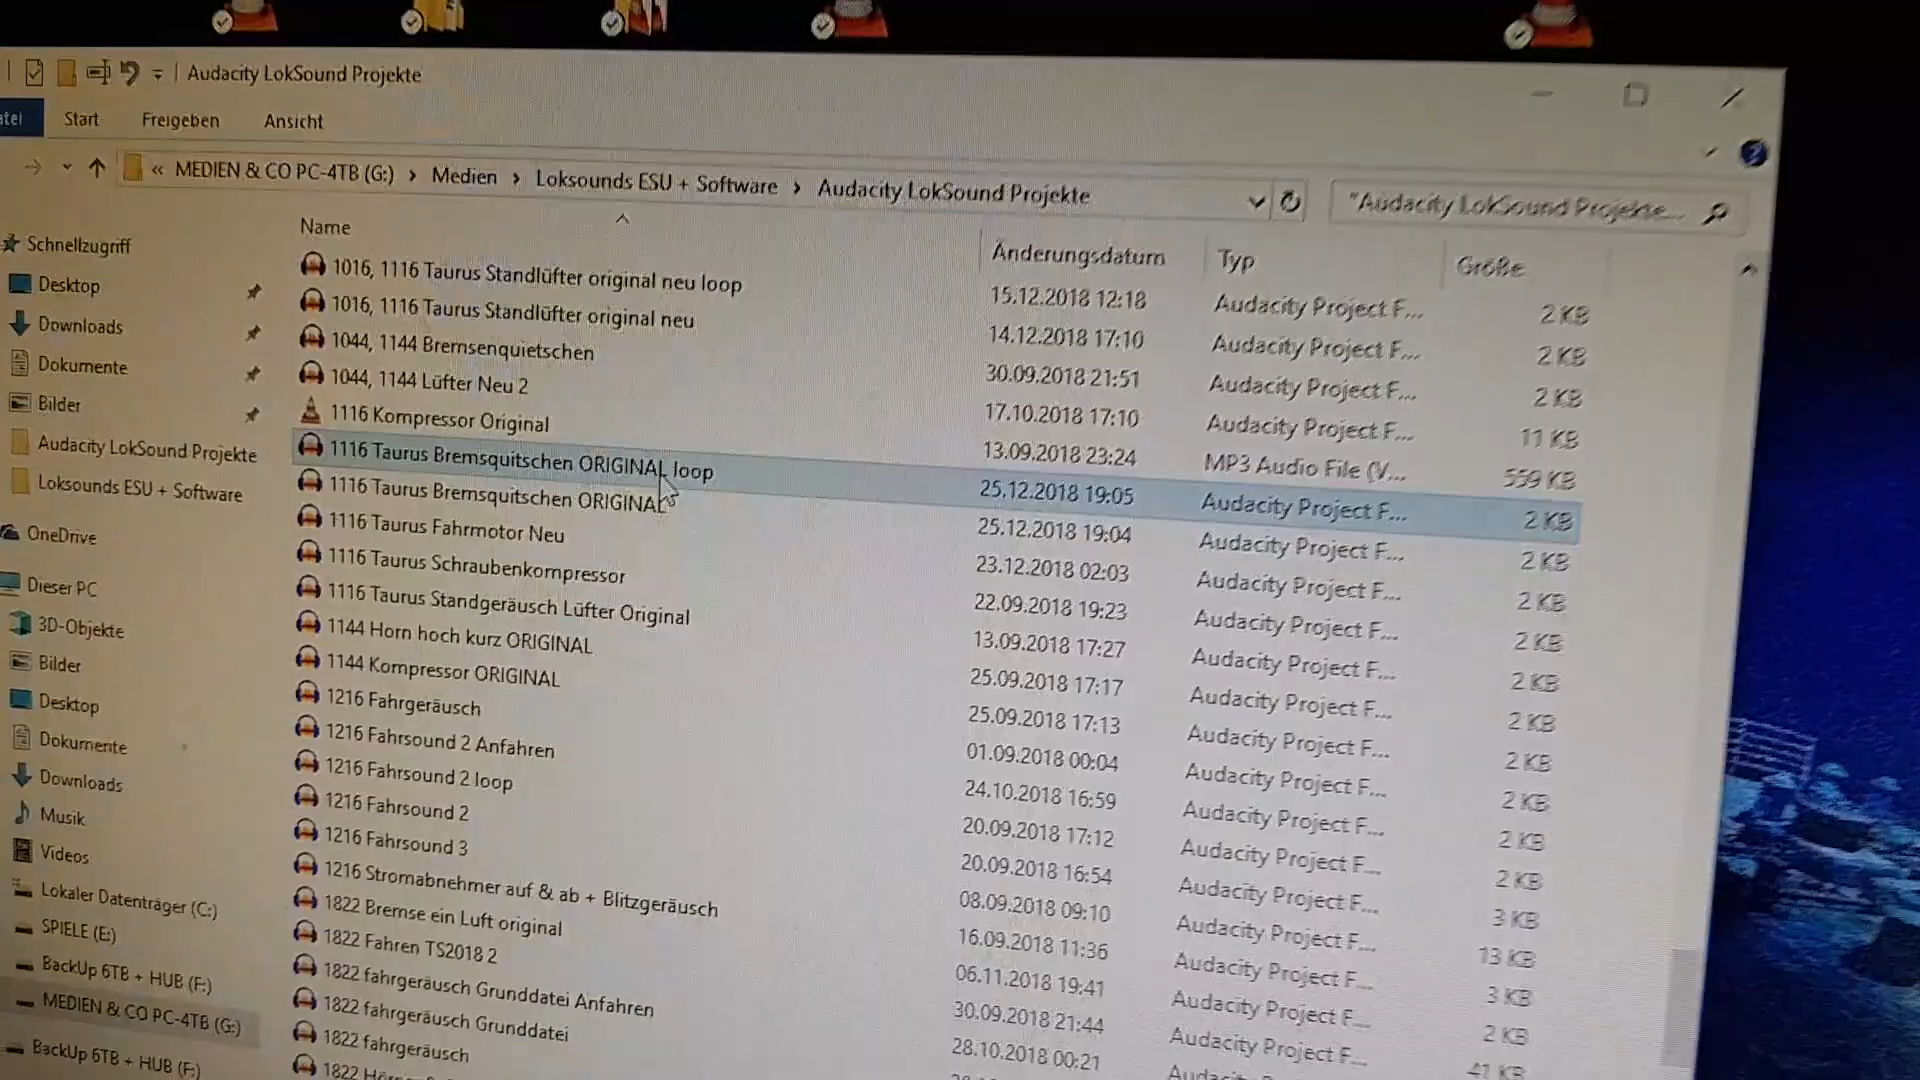 Audacity LokSound Projekte
Start Freigeben Ansicht
« MEDIEN & CO PC-4TB (G:) › Medien › Loksounds ESU + Software › Audacity LokSound Projekte
"Audacity LokSound Projekte...
Name Änderungsdatum Typ Größe
Schnellzugriff
Desktop
Downloads
Dokumente
Bilder
Audacity LokSound Projekte
Loksounds ESU + Software
OneDrive
Dieser PC
3D-Objekte
Bilder
Desktop
Dokumente
Downloads
Musik
Videos
Lokaler Datenträger (C:)
SPIELE (E:)
BackUp 6TB + HUB (F:)
MEDIEN & CO PC-4TB (G:)
BackUp 6TB + HUB (F:)
1016, 1116 Taurus Standlüfter original neu loop 15.12.2018 12:18 Audacity Project F... 2 KB
1016, 1116 Taurus Standlüfter original neu 14.12.2018 17:10 Audacity Project F... 2 KB
1044, 1144 Bremsenquietschen 30.09.2018 21:51 Audacity Project F... 2 KB
1044, 1144 Lüfter Neu 2 17.10.2018 17:10 Audacity Project F... 11 KB
1116 Kompressor Original 13.09.2018 23:24 MP3 Audio File (V... 559 KB
1116 Taurus Bremsquitschen ORIGINAL loop 25.12.2018 19:05 Audacity Project F... 2 KB
1116 Taurus Bremsquitschen ORIGINAL 25.12.2018 19:04 Audacity Project F... 2 KB
1116 Taurus Fahrmotor Neu 23.12.2018 02:03 Audacity Project F... 2 KB
1116 Taurus Schraubenkompressor 22.09.2018 19:23 Audacity Project F... 2 KB
1116 Taurus Standgeräusch Lüfter Original 13.09.2018 17:27 Audacity Project F... 2 KB
1144 Horn hoch kurz ORIGINAL 25.09.2018 17:17 Audacity Project F... 2 KB
1144 Kompressor ORIGINAL 25.09.2018 17:13 Audacity Project F... 2 KB
1216 Fahrgeräusch 01.09.2018 00:04 Audacity Project F... 2 KB
1216 Fahrsound 2 Anfahren 24.10.2018 16:59 Audacity Project F... 2 KB
1216 Fahrsound 2 loop 20.09.2018 17:12 Audacity Project F... 2 KB
1216 Fahrsound 2 20.09.2018 16:54 Audacity Project F... 3 KB
1216 Fahrsound 3 08.09.2018 09:10 Audacity Project F... 13 KB
1216 Stromabnehmer auf & ab + Blitzgeräusch 16.09.2018 11:36 Audacity Project F... 3 KB
1822 Bremse ein Luft original 06.11.2018 19:41 Audacity Project F... 2 KB
1822 Fahren TS2018 2 30.09.2018 21:44 Audacity Project F... 41 KB
1822 fahrgeräusch Grunddatei Anfahren 28.10.2018 00:21
1822 fahrgeräusch Grunddatei
1822 fahrgeräusch
1822